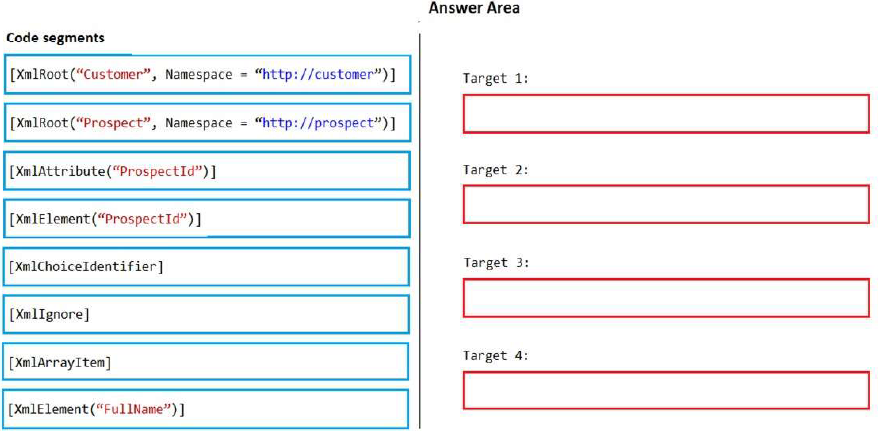 Answer Area
Code segments
[XmlRoot(“Customer”, Namespace = “http://customer”)]
[XmlRoot(“Prospect”, Namespace = “http://prospect”)]
[XmlAttribute(“ProspectId”)]
[XmlElement(“ProspectId”)]
[XmlChoiceIdentifier]
[XmlIgnore]
[XmlArrayItem]
[XmlElement(“FullName”)]
Target 1:
Target 2:
Target 3:
Target 4: